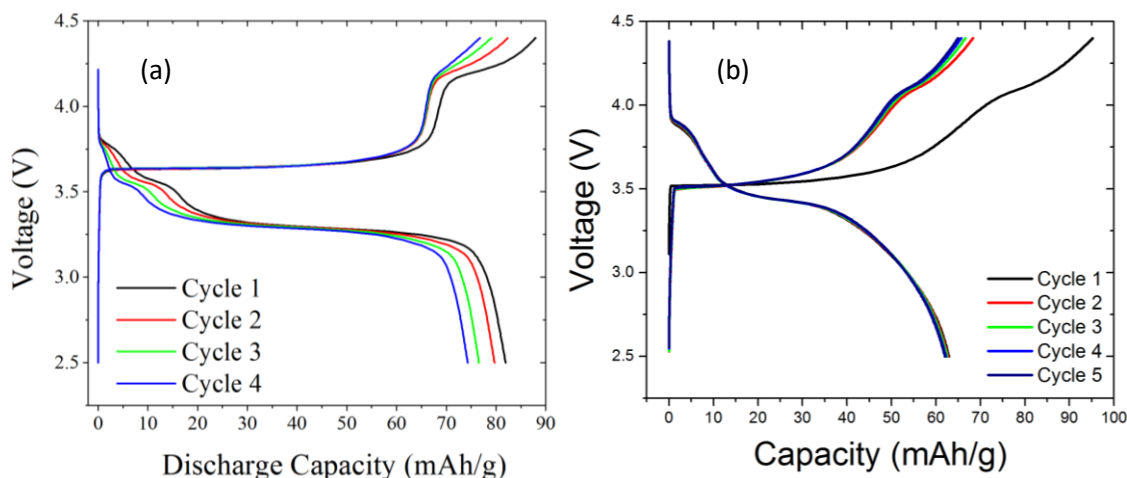 (a)
Voltage (V)
4.5
4.0
3.5
3.0
2.5
Cycle 1
Cycle 2
Cycle 3
Cycle 4
0 10 20 30 40 50 60 70 80 90
Discharge Capacity (mAh/g)
(b)
Voltage (V)
4.5
4.0
3.5
3.0
2.5
Cycle 1
Cycle 2
Cycle 3
Cycle 4
Cycle 5
0 10 20 30 40 50 60 70 80 90 100
Capacity (mAh/g)